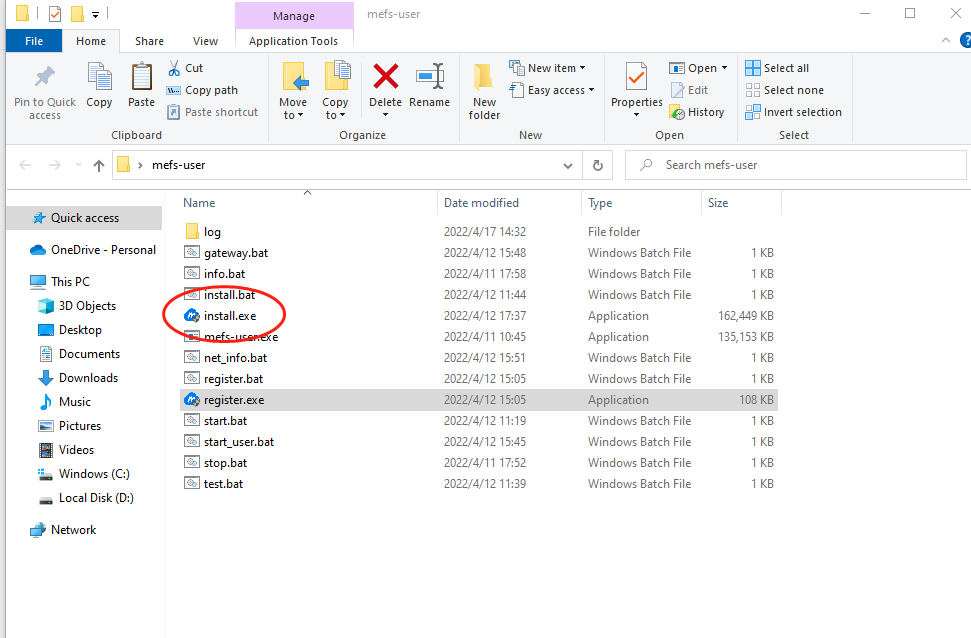 Manage
mefs-user
File
Home
Share
View
Application Tools
Pin to Quick access
Copy
Paste
Cut
Copy path
Paste shortcut
Clipboard
Move to
Copy to
Delete
Rename
Organize
New folder
New item
Easy access
New
Properties
Open
Edit
History
Open
Select all
Select none
Invert selection
Select
mefs-user
Search mefs-user
Quick access
OneDrive - Personal
This PC
3D Objects
Desktop
Documents
Downloads
Music
Pictures
Videos
Windows (C:)
Local Disk (D:)
Network
Name Date modified Type Size
log 2022/4/17 14:32 File folder
gateway.bat 2022/4/12 15:48 Windows Batch File 1 KB
info.bat 2022/4/11 17:58 Windows Batch File 1 KB
install.bat 2022/4/12 11:44 Windows Batch File 1 KB
install.exe 2022/4/12 17:37 Application 162,449 KB
mefs-user.exe 2022/4/11 10:45 Application 135,153 KB
net_info.bat 2022/4/12 15:51 Windows Batch File 1 KB
register.bat 2022/4/12 15:05 Windows Batch File 1 KB
register.exe 2022/4/12 15:05 Application 108 KB
start.bat 2022/4/12 11:19 Windows Batch File 1 KB
start_user.bat 2022/4/12 15:45 Windows Batch File 1 KB
stop.bat 2022/4/11 17:52 Windows Batch File 1 KB
test.bat 2022/4/12 11:39 Windows Batch File 1 KB